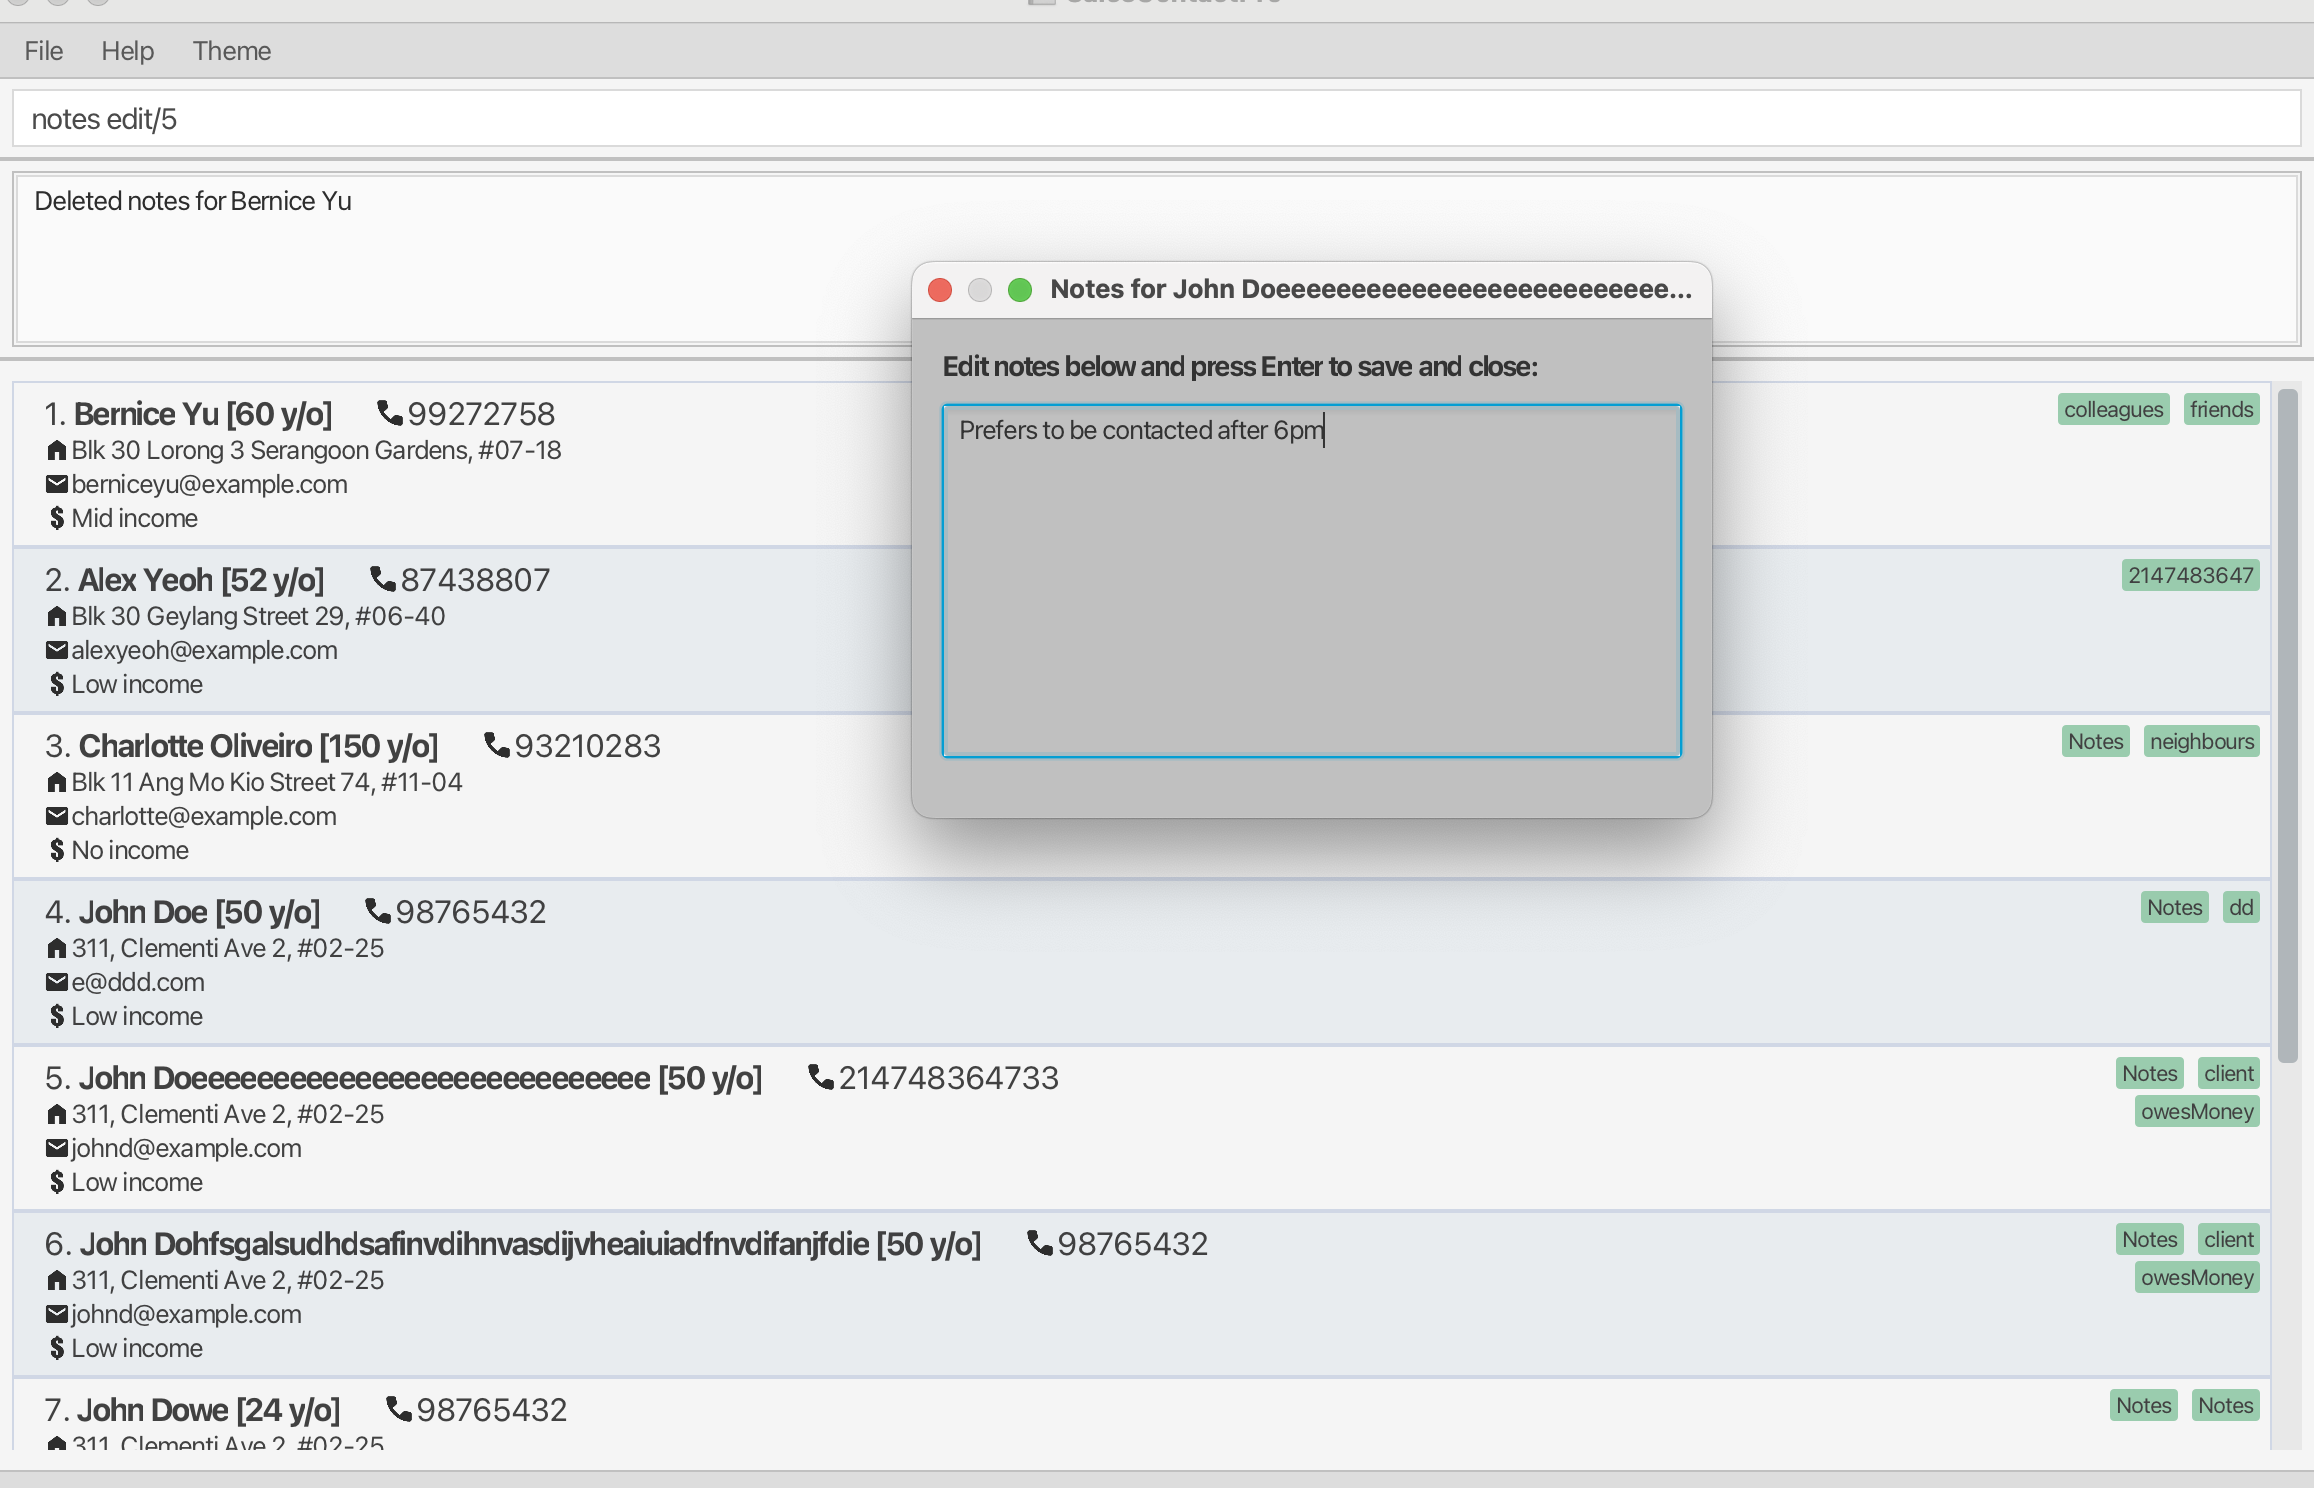 File Help Theme
notes edit/5
Deleted notes for Bernice Yu
Notes for John Doeeeeeeeeeeeeeeeeeeeeeeeeee...
Edit notes below and press Enter to save and close:
Prefers to be contacted after 6pm
1. Bernice Yu [60 y/o] 99272758 colleagues friends
Blk 30 Lorong 3 Serangoon Gardens, #07-18
berniceyu@example.com
$ Mid income
2. Alex Yeoh [52 y/o] 87438807 2147483647
Blk 30 Geylang Street 29, #06-40
alexyeoh@example.com
$ Low income
3. Charlotte Oliveiro [150 y/o] 93210283 Notes neighbours
Blk 11 Ang Mo Kio Street 74, #11-04
charlotte@example.com
$ No income
4. John Doe [50 y/o] 98765432 Notes dd
311, Clementi Ave 2, #02-25
e@ddd.com
$ Low income
5. John Doeeeeeeeeeeeeeeeeeeeeeeeeeeee [50 y/o] 214748364733 Notes client
owesMoney
311, Clementi Ave 2, #02-25
johnd@example.com
$ Low income
6. John Dohfsgalsudhdsafinvdihnvasdijvheaiuiadfnvdifanjfdie [50 y/o] 98765432 Notes client
owesMoney
311, Clementi Ave 2, #02-25
johnd@example.com
$ Low income
7. John Dowe [24 y/o] 98765432 Notes Notes
311, Clementi Ave 2, #02-25